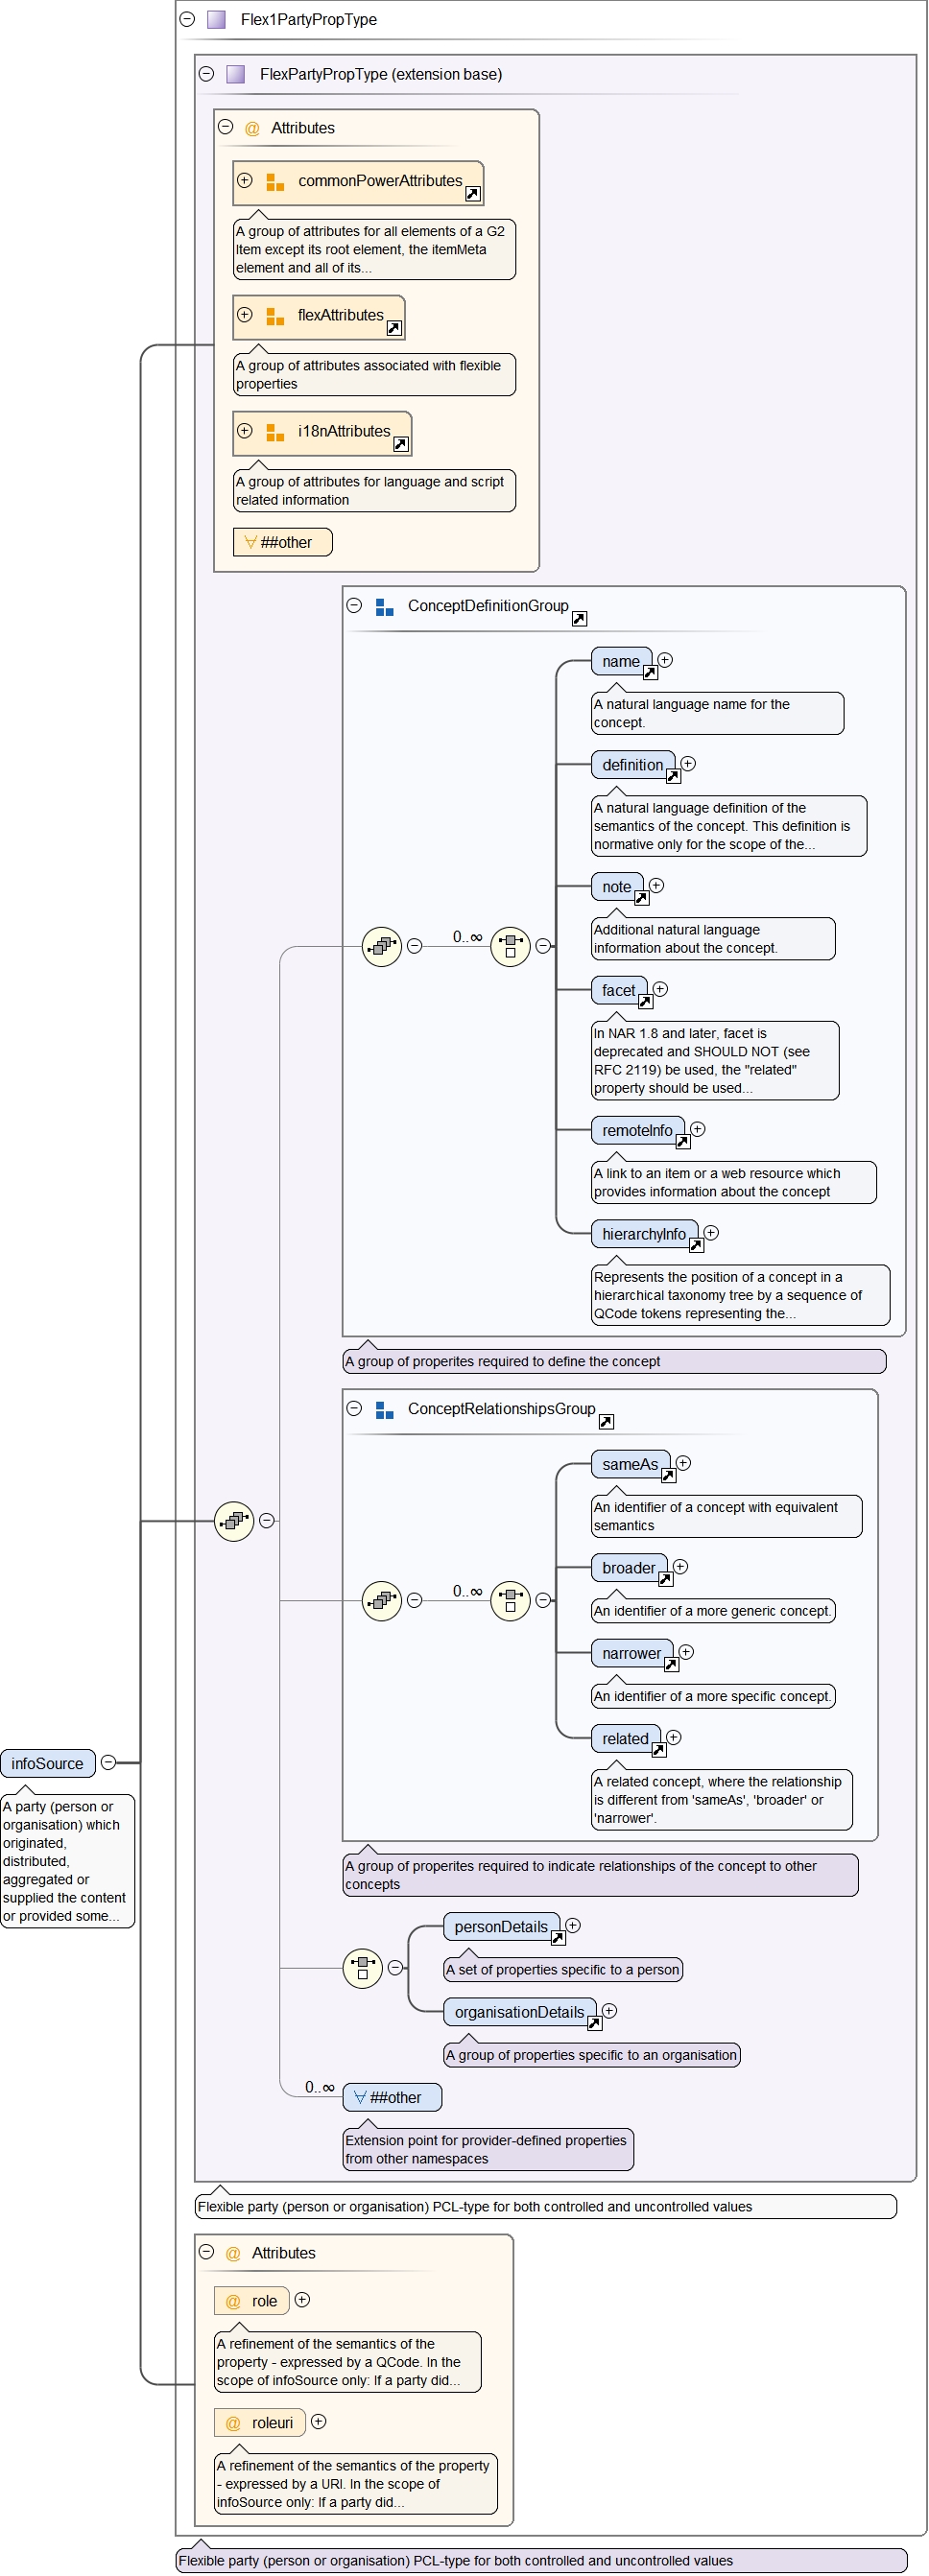 Flex1PartyPropType
FlexPartyPropType (extension base)
@ Attributes
commonPowerAttributes
A group of attributes for all elements of a G2
Item except its root element, the itemMeta
element and all of its...
flexAttributes
A group of attributes associated with flexible
properties
i18nAttributes
A group of attributes for language and script
related information
##other
ConceptDefinitionGroup
name
A natural language name for the
concept.
definition
A natural language definition of the
semantics of the concept. This definition is
normative only for the scope of the...
note
Additional natural language
information about the concept.
0..∞
facet
In NAR 1.8 and later, facet is
deprecated and SHOULD NOT (see
RFC 2119) be used, the "related"
property should be used...
remoteInfo
A link to an item or a web resource which
provides information about the concept
hierarchyInfo
Represents the position of a concept in a
hierarchical taxonomy tree by a sequence of
QCode tokens representing the...
A group of properites required to define the concept
ConceptRelationshipsGroup
sameAs
An identifier of a concept with equivalent
semantics
broader
0..∞
An identifier of a more generic concept.
narrower
An identifier of a more specific concept.
related
A related concept, where the relationship
is different from 'sameAs', 'broader' or
'narrower'.
A group of properites required to indicate relationships of the concept to other
concepts
infoSource
A party (person or
organisation) which
originated,
distributed,
aggregated or
supplied the content
or provided some...
personDetails
A set of properties specific to a person
organisationDetails
A group of properties specific to an organisation
0..∞
##other
Extension point for provider-defined properties
from other namespaces
Flexible party (person or organisation) PCL-type for both controlled and uncontrolled values
@ Attributes
@ role
A refinement of the semantics of the
property - expressed by a QCode. In the
scope of infoSource only: If a party did...
@ roleuri
A refinement of the semantics of the property
- expressed by a URI. In the scope of
infoSource only: If a party did...
Flexible party (person or organisation) PCL-type for both controlled and uncontrolled values